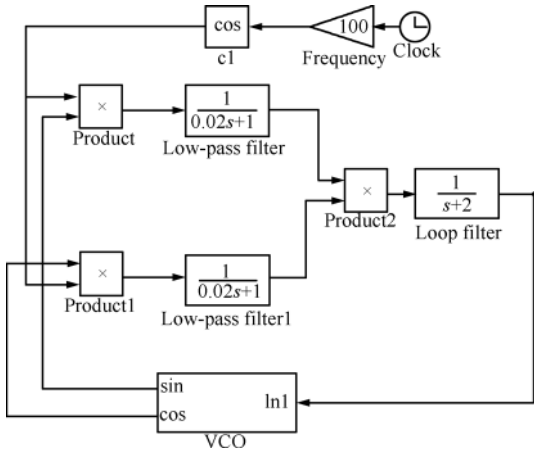 cos
c1
100
Frequency
Clock
×
Product
1
0.02s+1
Low-pass filter
×
Product2
1
s+2
Loop filter
×
Product1
1
0.02s+1
Low-pass filter1
sin
cos
ln1
VCO